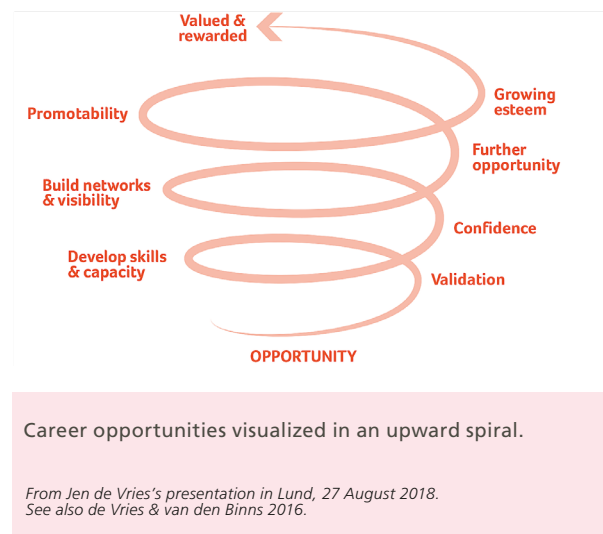 Valued &
rewarded
Growing
esteem
Promotability
Further
opportunity
Build networks
& visibility
Confidence
Develop skills
& capacity
Validation
OPPORTUNITY
Career opportunities visualized in an upward spiral.
From Jen de Vries’s presentation in Lund, 27 August 2018.
See also de Vries & van den Binns 2016.